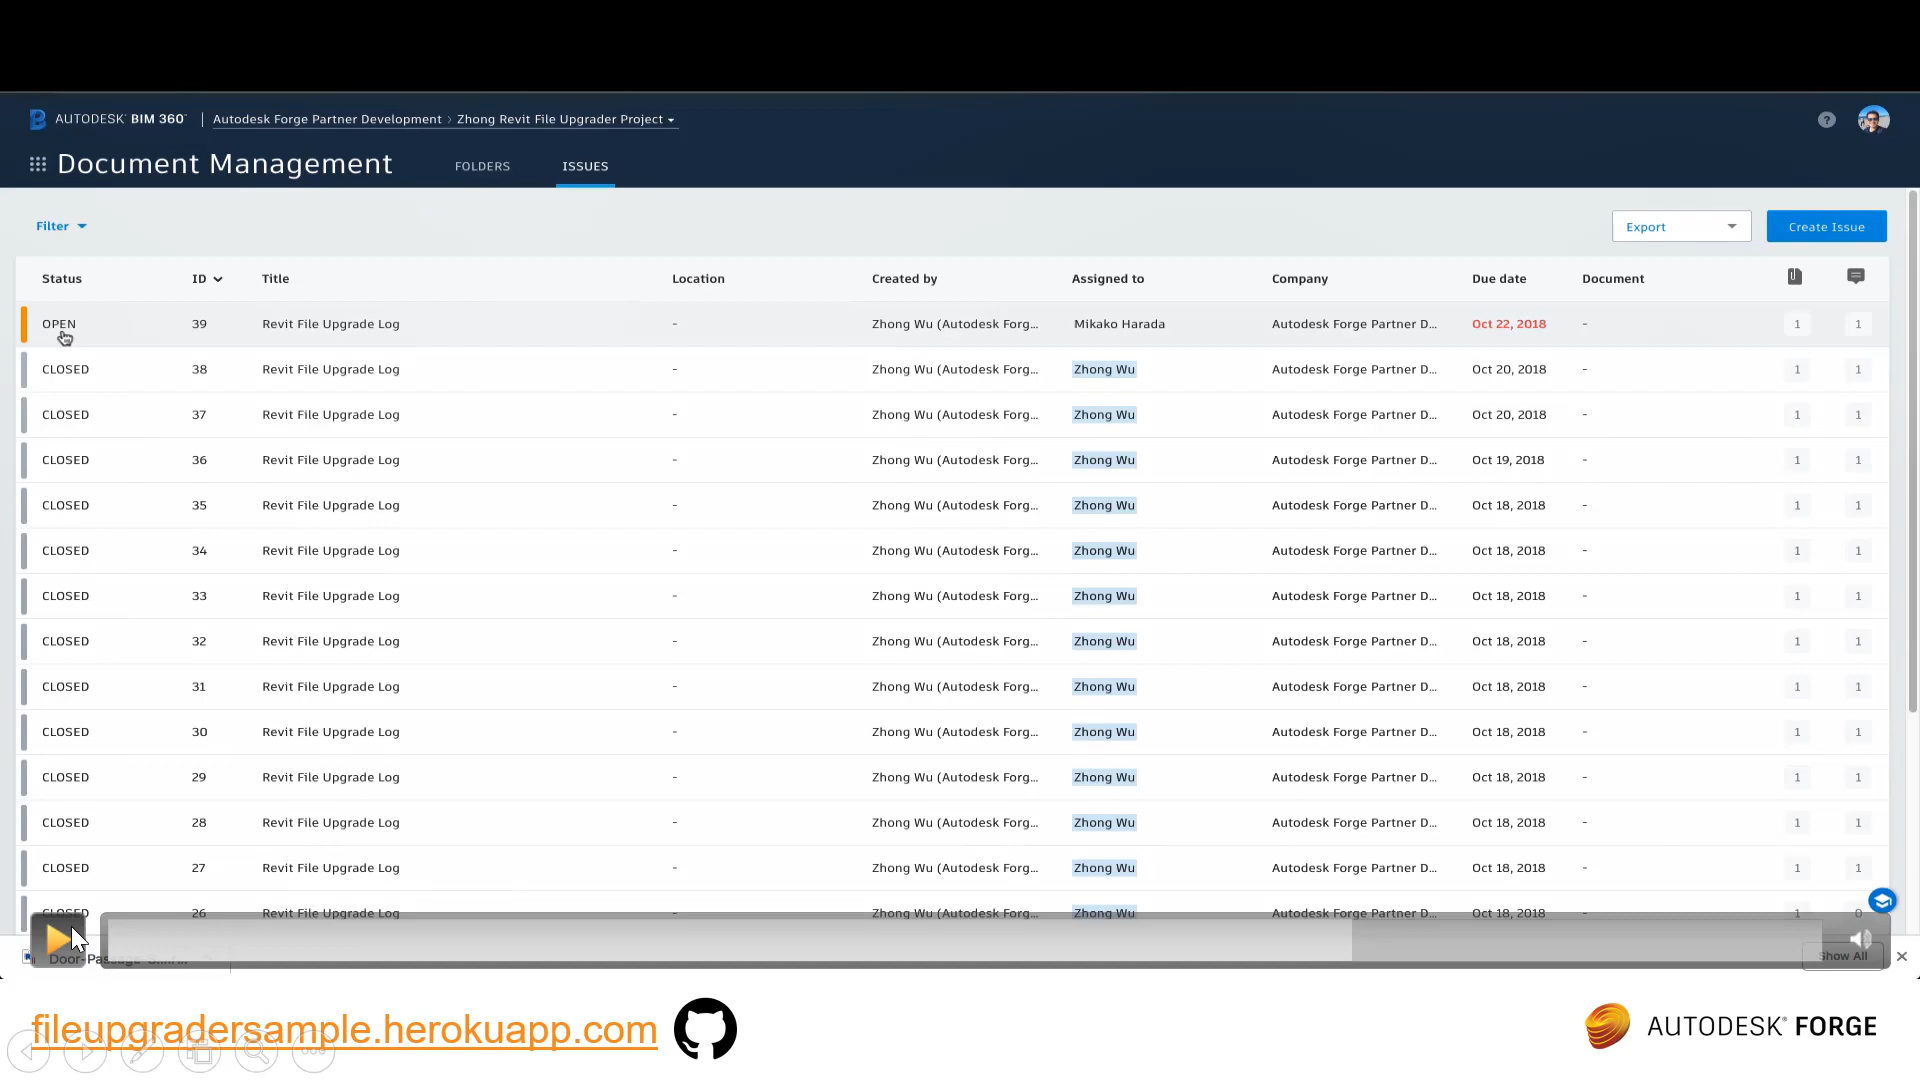 AUTODESK® BIM 360™ Autodesk Forge Partner Development > Zhong Revit File Upgrader Project ?
Document Management FOLDERS ISSUES
Filter Export Create Issue
Status ID Title Location Created by Assigned to Company Due date Document
OPEN 39 Revit File Upgrade Log - Zhong Wu (Autodesk Forg... Mikako Harada Autodesk Forge Partner D... Oct 22, 2018 - 1 1
CLOSED 38 Revit File Upgrade Log - Zhong Wu (Autodesk Forg... Zhong Wu Autodesk Forge Partner D... Oct 20, 2018 - 1 1
CLOSED 37 Revit File Upgrade Log - Zhong Wu (Autodesk Forg... Zhong Wu Autodesk Forge Partner D... Oct 20, 2018 - 1 1
CLOSED 36 Revit File Upgrade Log - Zhong Wu (Autodesk Forg... Zhong Wu Autodesk Forge Partner D... Oct 19, 2018 - 1 1
CLOSED 35 Revit File Upgrade Log - Zhong Wu (Autodesk Forg... Zhong Wu Autodesk Forge Partner D... Oct 18, 2018 - 1 1
CLOSED 34 Revit File Upgrade Log - Zhong Wu (Autodesk Forg... Zhong Wu Autodesk Forge Partner D... Oct 18, 2018 - 1 1
CLOSED 33 Revit File Upgrade Log - Zhong Wu (Autodesk Forg... Zhong Wu Autodesk Forge Partner D... Oct 18, 2018 - 1 1
CLOSED 32 Revit File Upgrade Log - Zhong Wu (Autodesk Forg... Zhong Wu Autodesk Forge Partner D... Oct 18, 2018 - 1 1
CLOSED 31 Revit File Upgrade Log - Zhong Wu (Autodesk Forg... Zhong Wu Autodesk Forge Partner D... Oct 18, 2018 - 1 1
CLOSED 30 Revit File Upgrade Log - Zhong Wu (Autodesk Forg... Zhong Wu Autodesk Forge Partner D... Oct 18, 2018 - 1 1
CLOSED 29 Revit File Upgrade Log - Zhong Wu (Autodesk Forg... Zhong Wu Autodesk Forge Partner D... Oct 18, 2018 - 1 1
CLOSED 28 Revit File Upgrade Log - Zhong Wu (Autodesk Forg... Zhong Wu Autodesk Forge Partner D... Oct 18, 2018 - 1 1
CLOSED 27 Revit File Upgrade Log - Zhong Wu (Autodesk Forg... Zhong Wu Autodesk Forge Partner D... Oct 18, 2018 - 1 1
CLOSED 26 Revit File Upgrade Log - Zhong Wu (Autodesk Forg... Zhong Wu Autodesk Forge Partner D... Oct 18, 2018 - 1 0
Show All
fileupgradersample.herokuapp.com AUTODESK® FORGE